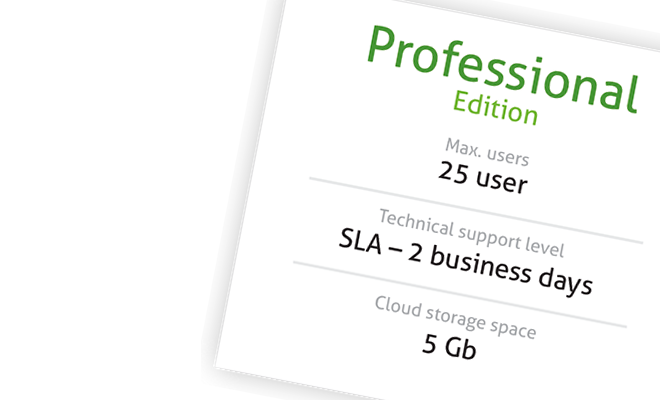 Professional
Edition
Max. users
25 user
Technical support level
SLA – 2 business days
Cloud storage space
5 Gb